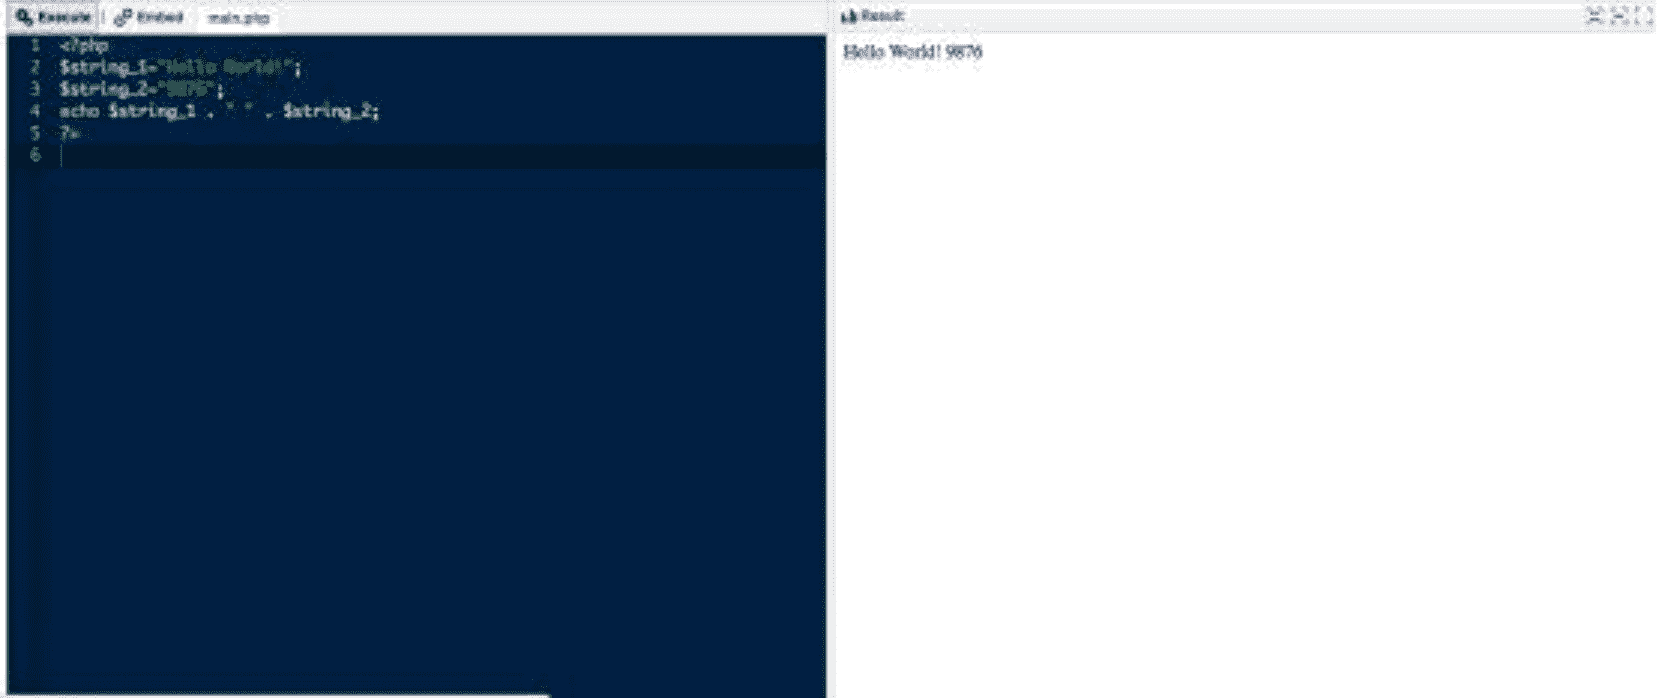 Execute | Embed main.php
1 <?php
2 $string_1="Hello World!";
3 $string_2="9876";
4 echo $string_1 . " " . $string_2;
5 ?>
6
Result
Hello World! 9876